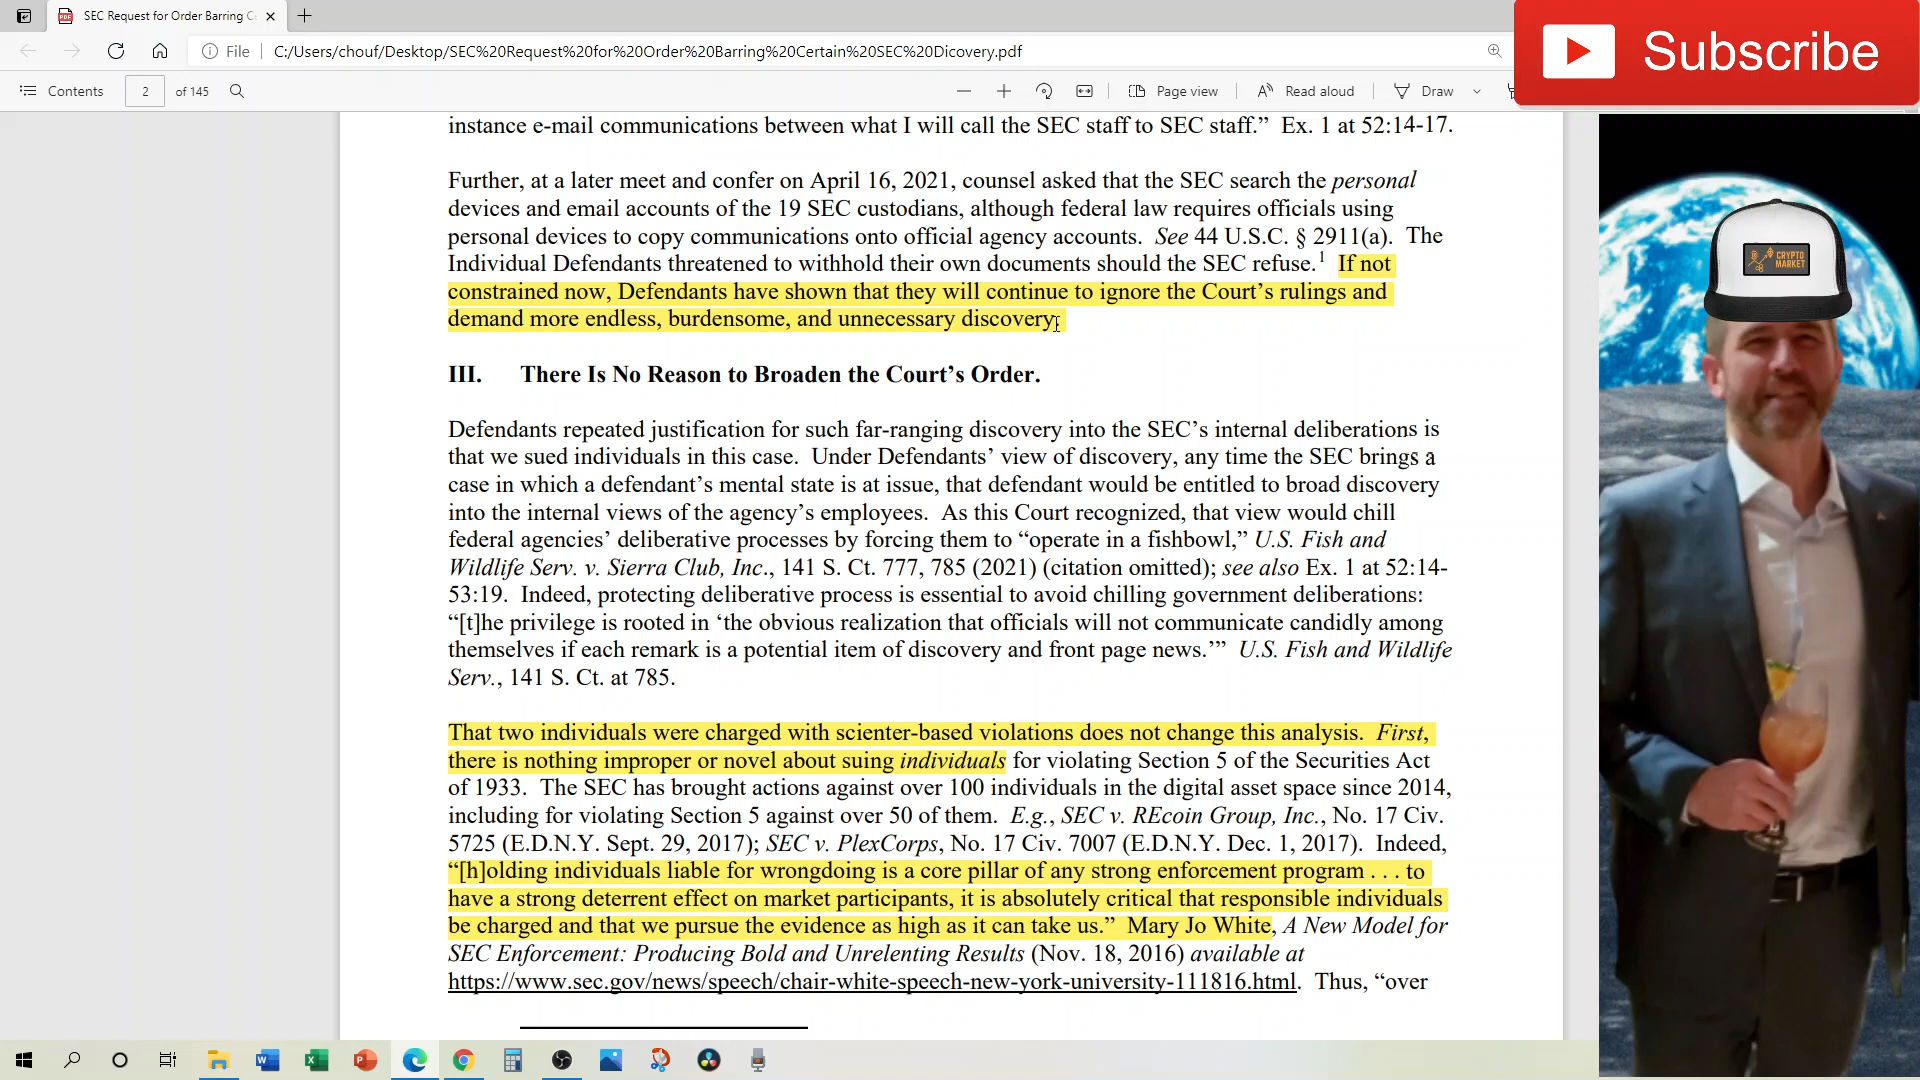 SEC Request for Order Barring C
File C:/Users/chouf/Desktop/SEC%20Request%20for%20Order%20Barring%20Certain%20SEC%20Dicovery.pdf
Subscribe
Contents 2 of 145 Page view Read aloud Draw
instance e-mail communications between what I will call the SEC staff to SEC staff.” Ex. 1 at 52:14-17.
Further, at a later meet and confer on April 16, 2021, counsel asked that the SEC search the personal
devices and email accounts of the 19 SEC custodians, although federal law requires officials using
personal devices to copy communications onto official agency accounts. See 44 U.S.C. § 2911(a). The
Individual Defendants threatened to withhold their own documents should the SEC refuse.1 If not
constrained now, Defendants have shown that they will continue to ignore the Court’s rulings and
demand more endless, burdensome, and unnecessary discovery.
III. There Is No Reason to Broaden the Court’s Order.
Defendants repeated justification for such far-ranging discovery into the SEC’s internal deliberations is
that we sued individuals in this case. Under Defendants’ view of discovery, any time the SEC brings a
case in which a defendant’s mental state is at issue, that defendant would be entitled to broad discovery
into the internal views of the agency’s employees. As this Court recognized, that view would chill
federal agencies’ deliberative processes by forcing them to “operate in a fishbowl,” U.S. Fish and
Wildlife Serv. v. Sierra Club, Inc., 141 S. Ct. 777, 785 (2021) (citation omitted); see also Ex. 1 at 52:14-
53:19. Indeed, protecting deliberative process is essential to avoid chilling government deliberations:
“[t]he privilege is rooted in ‘the obvious realization that officials will not communicate candidly among
themselves if each remark is a potential item of discovery and front page news.’” U.S. Fish and Wildlife
Serv., 141 S. Ct. at 785.
That two individuals were charged with scienter-based violations does not change this analysis. First,
there is nothing improper or novel about suing individuals for violating Section 5 of the Securities Act
of 1933. The SEC has brought actions against over 100 individuals in the digital asset space since 2014,
including for violating Section 5 against over 50 of them. E.g., SEC v. REcoin Group, Inc., No. 17 Civ.
5725 (E.D.N.Y. Sept. 29, 2017); SEC v. PlexCorps, No. 17 Civ. 7007 (E.D.N.Y. Dec. 1, 2017). Indeed,
“[h]olding individuals liable for wrongdoing is a core pillar of any strong enforcement program . . . to
have a strong deterrent effect on market participants, it is absolutely critical that responsible individuals
be charged and that we pursue the evidence as high as it can take us.” Mary Jo White, A New Model for
SEC Enforcement: Producing Bold and Unrelenting Results (Nov. 18, 2016) available at
https://www.sec.gov/news/speech/chair-white-speech-new-york-university-111816.html. Thus, “over
CRYPTO
MARKET